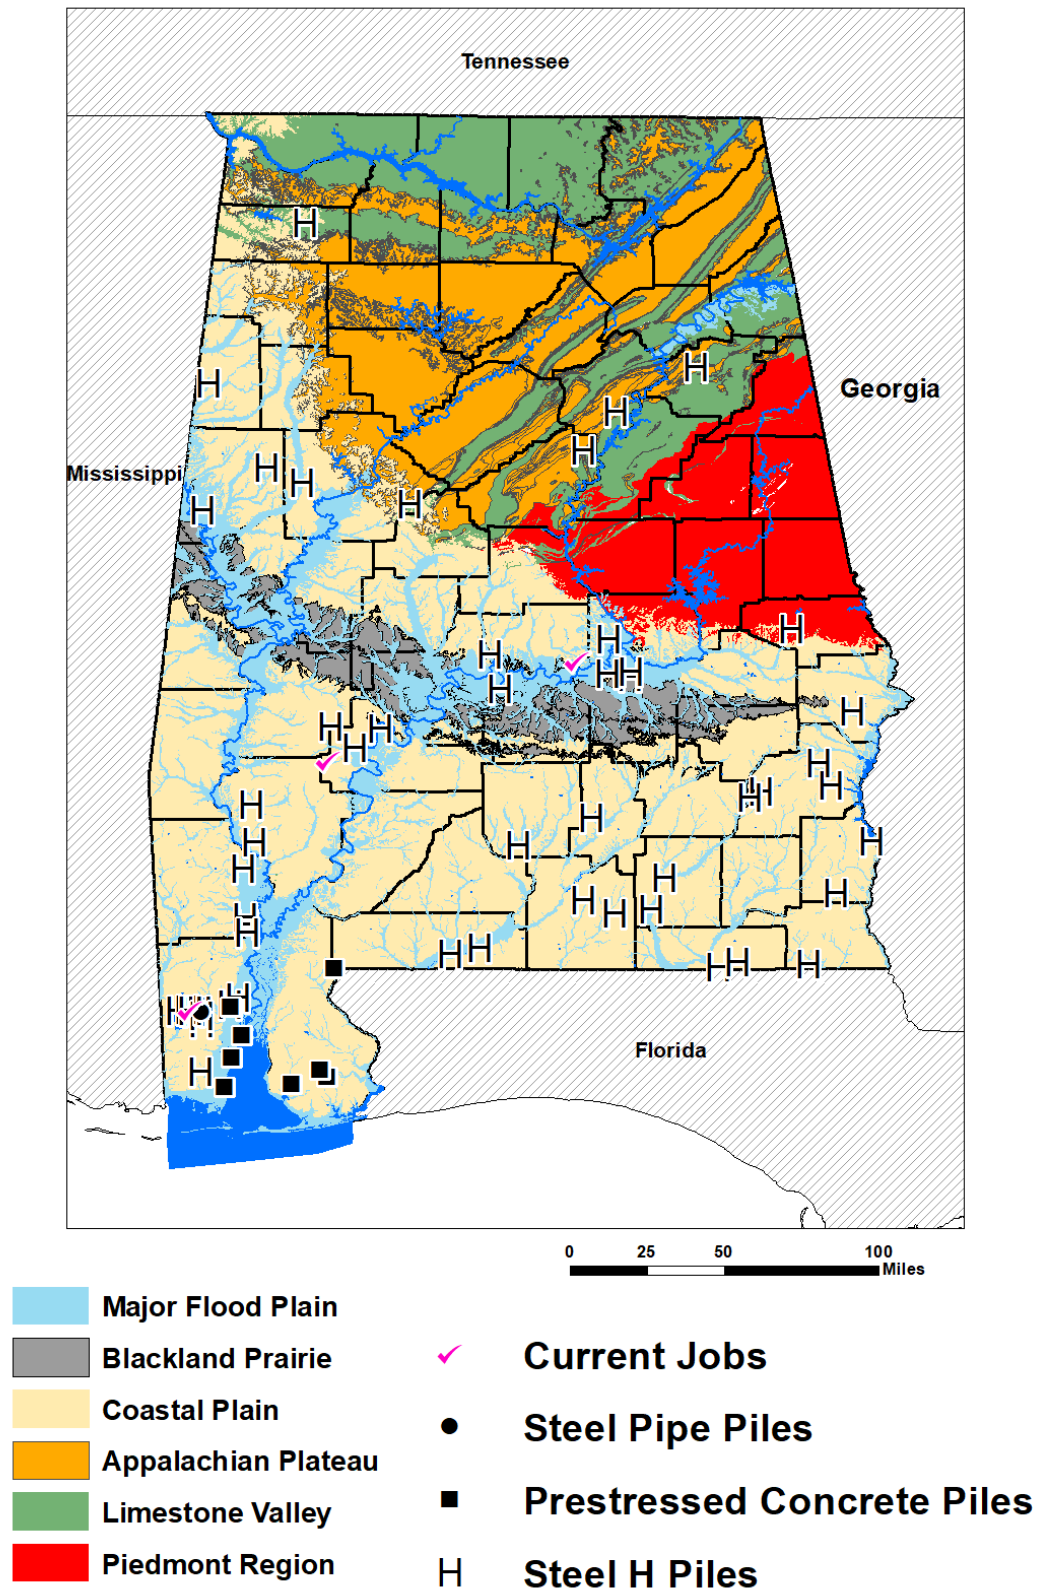 Tennessee
Georgia
Mississippi
Florida
0 25 50 100
Miles
Major Flood Plain
Blackland Prairie
Coastal Plain
Appalachian Plateau
Limestone Valley
Piedmont Region
Current Jobs
Steel Pipe Piles
Prestressed Concrete Piles
H Steel H Piles